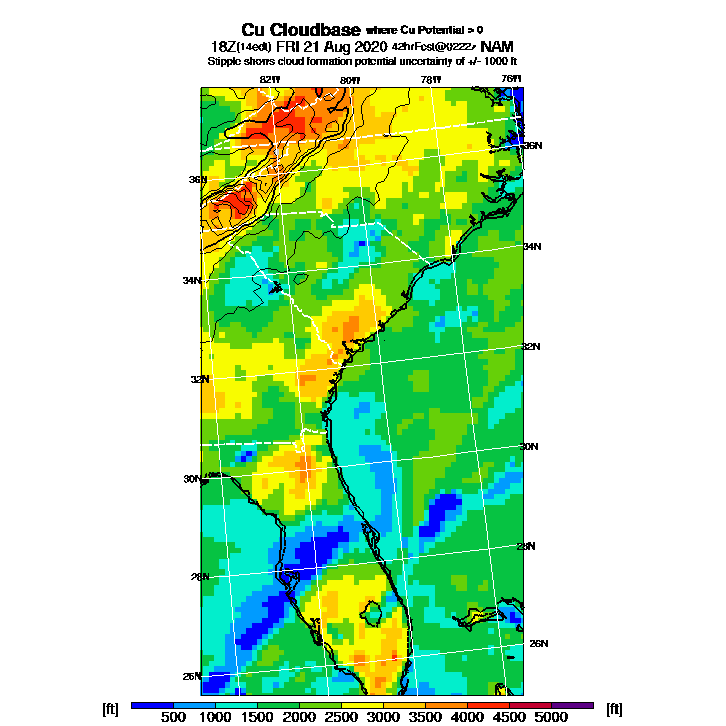 Cu Cloudbase where Cu Potential > 0
18Z(14edt) FRI 21 Aug 2020 42hrFcst@0222z NAM
Stipple shows cloud formation potential uncertainty of +/- 1000 ft
82W 80W 78W 76W
36N
36N
34N
34N
32N
32N
30N
30N
28N
28N
26N
26N
[ft] 500 1000 1500 2000 2500 3000 3500 4000 4500 5000 [ft]